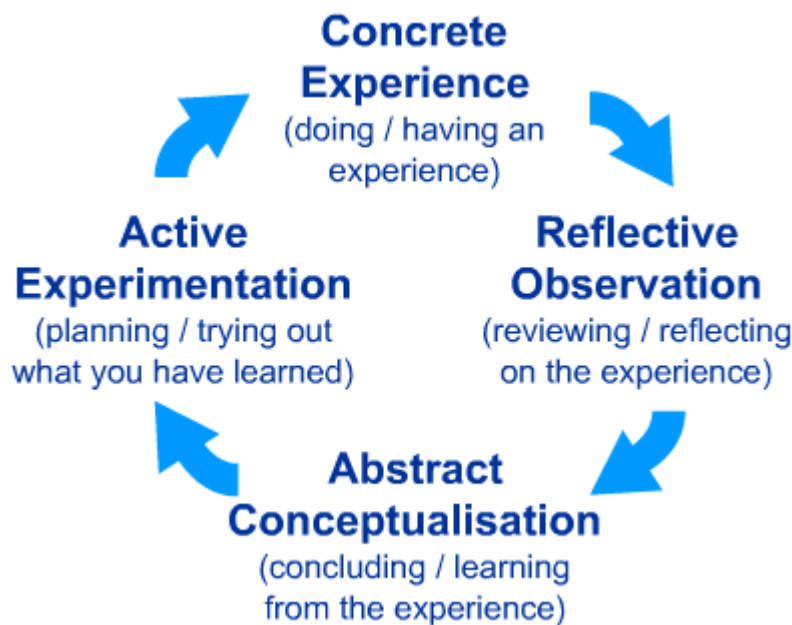 Concrete
Experience
(doing / having an
experience)
Active
Experimentation
(planning / trying out
what you have learned)
Reflective
Observation
(reviewing / reflecting
on the experience)
Abstract
Conceptualisation
(concluding / learning
from the experience)